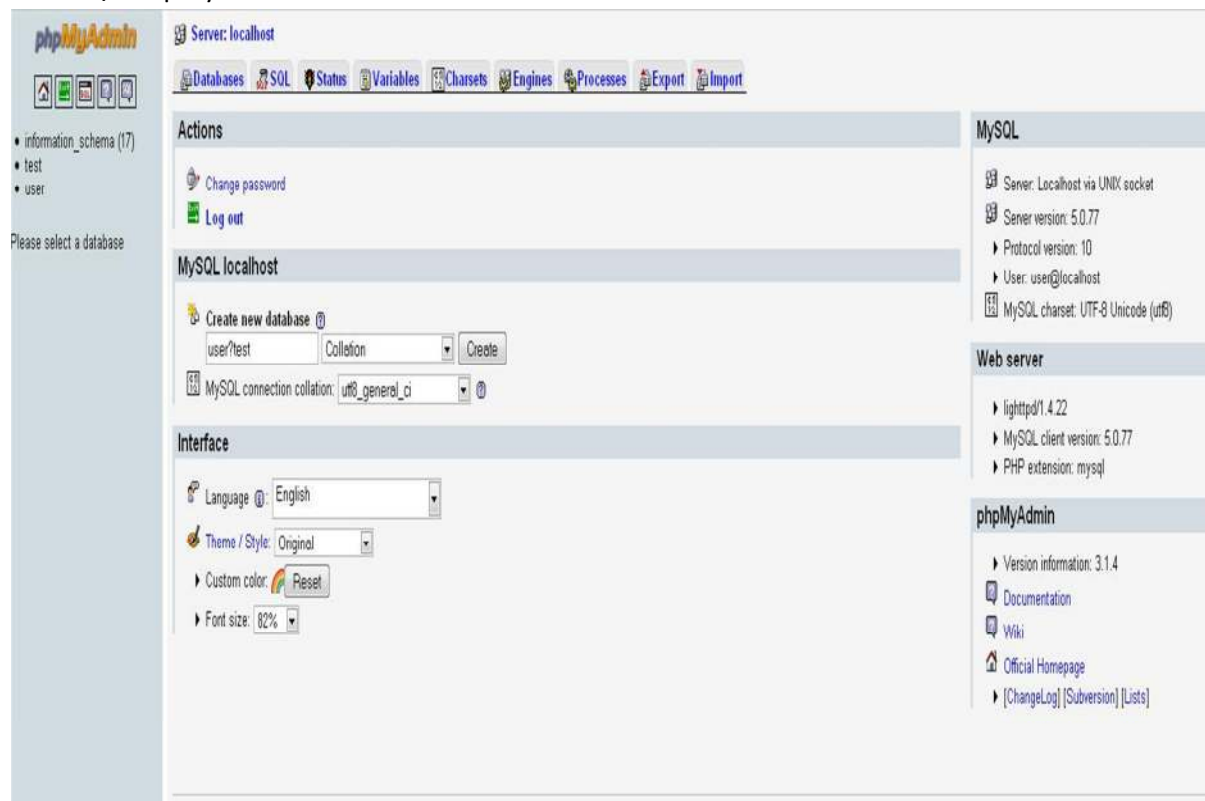 phpMyAdmin
information_schema (17)
test
user
Please select a database
Server: localhost
Databases SQL Status Variables Charsets Engines Processes Export Import
Actions
Change password
Log out
MySQL localhost
Create new database
user?test Collation Create
MySQL connection collation: utf8_general_ci
Interface
Language: English
Theme / Style: Original
Custom color: Reset
Font size: 82%
MySQL
Server: Localhost via UNIX socket
Server version: 5.0.77
Protocol version: 10
User: user@localhost
MySQL charset: UTF-8 Unicode (utf8)
Web server
lighttpd/1.4.22
MySQL client version: 5.0.77
PHP extension: mysql
phpMyAdmin
Version information: 3.1.4
Documentation
Wiki
Official Homepage
[ChangeLog] [Subversion] [Lists]